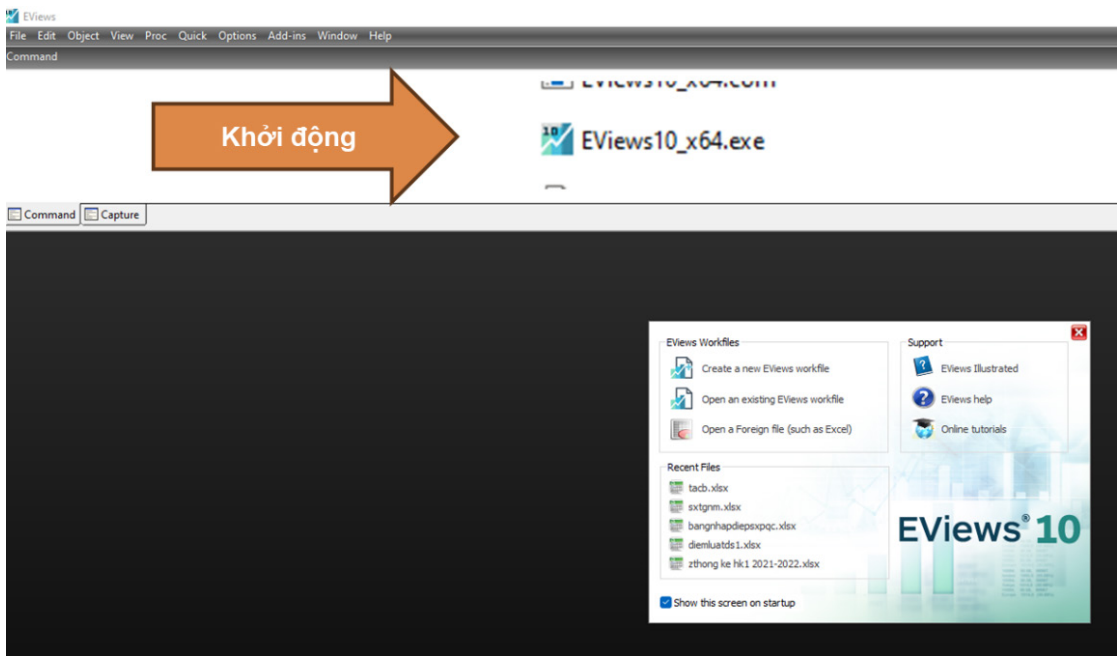 EViews
File Edit Object View Proc Quick Options Add-ins Window Help
Command
EViews10_x64.com
Khởi động
10
EViews10_x64.exe
Command Capture
EViews Workfiles
Create a new EViews workfile
Open an existing EViews workfile
Open a Foreign file (such as Excel)
Support
EViews Illustrated
EViews help
Online tutorials
Recent Files
tacb.xlsx
sxtgnm.xlsx
bangnhapdiepsxpqc.xlsx
diemluatds1.xlsx
zthong ke hk1 2021-2022.xlsx
EViews® 10
Show this screen on startup